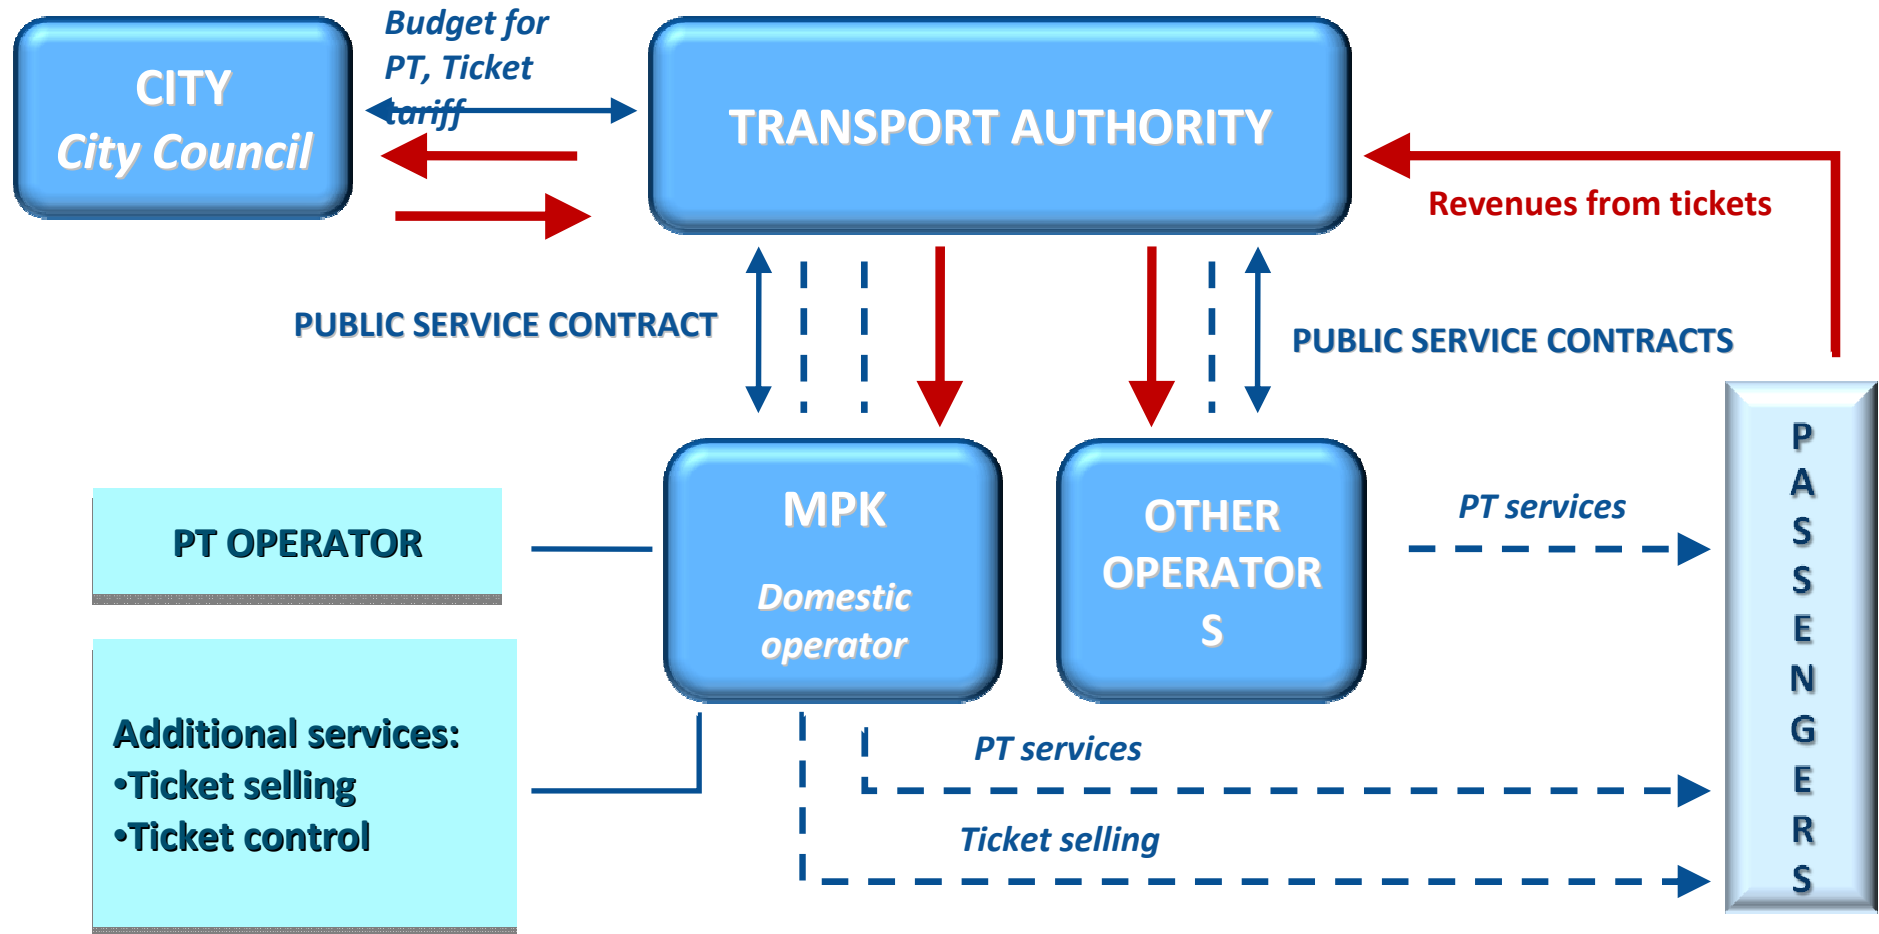 CITY
City Council
Budget for
PT, Ticket
tariff
TRANSPORT AUTHORITY
Revenues from tickets
PUBLIC SERVICE CONTRACT
PUBLIC SERVICE CONTRACTS
PT OPERATOR
MPK
Domestic
operator
OTHER
OPERATOR
S
PT services
Additional services:
•Ticket selling
•Ticket control
PT services
Ticket selling
P
A
S
S
E
N
G
E
R
S